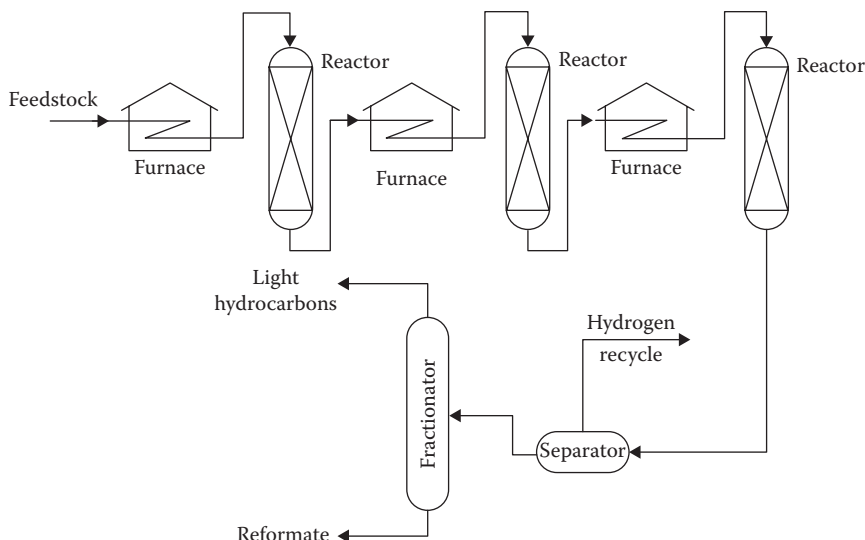 Reactor
Reactor
Reactor
Feedstock
Furnace
Furnace
Furnace
Light
hydrocarbons
Hydrogen
recycle
Fractionator
Separator
Reformate